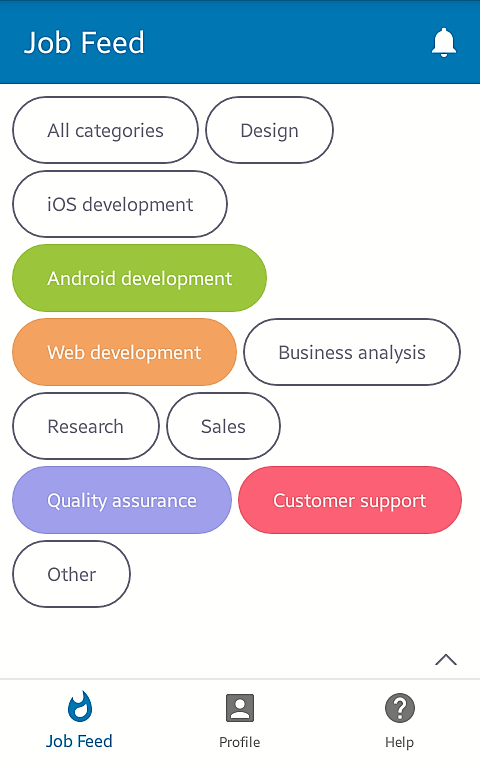 Job Feed
All categories
Design
iOS development
Android development
Web development
Business analysis
Research
Sales
Quality assurance
Customer support
Other
Job Feed
Profile
Help